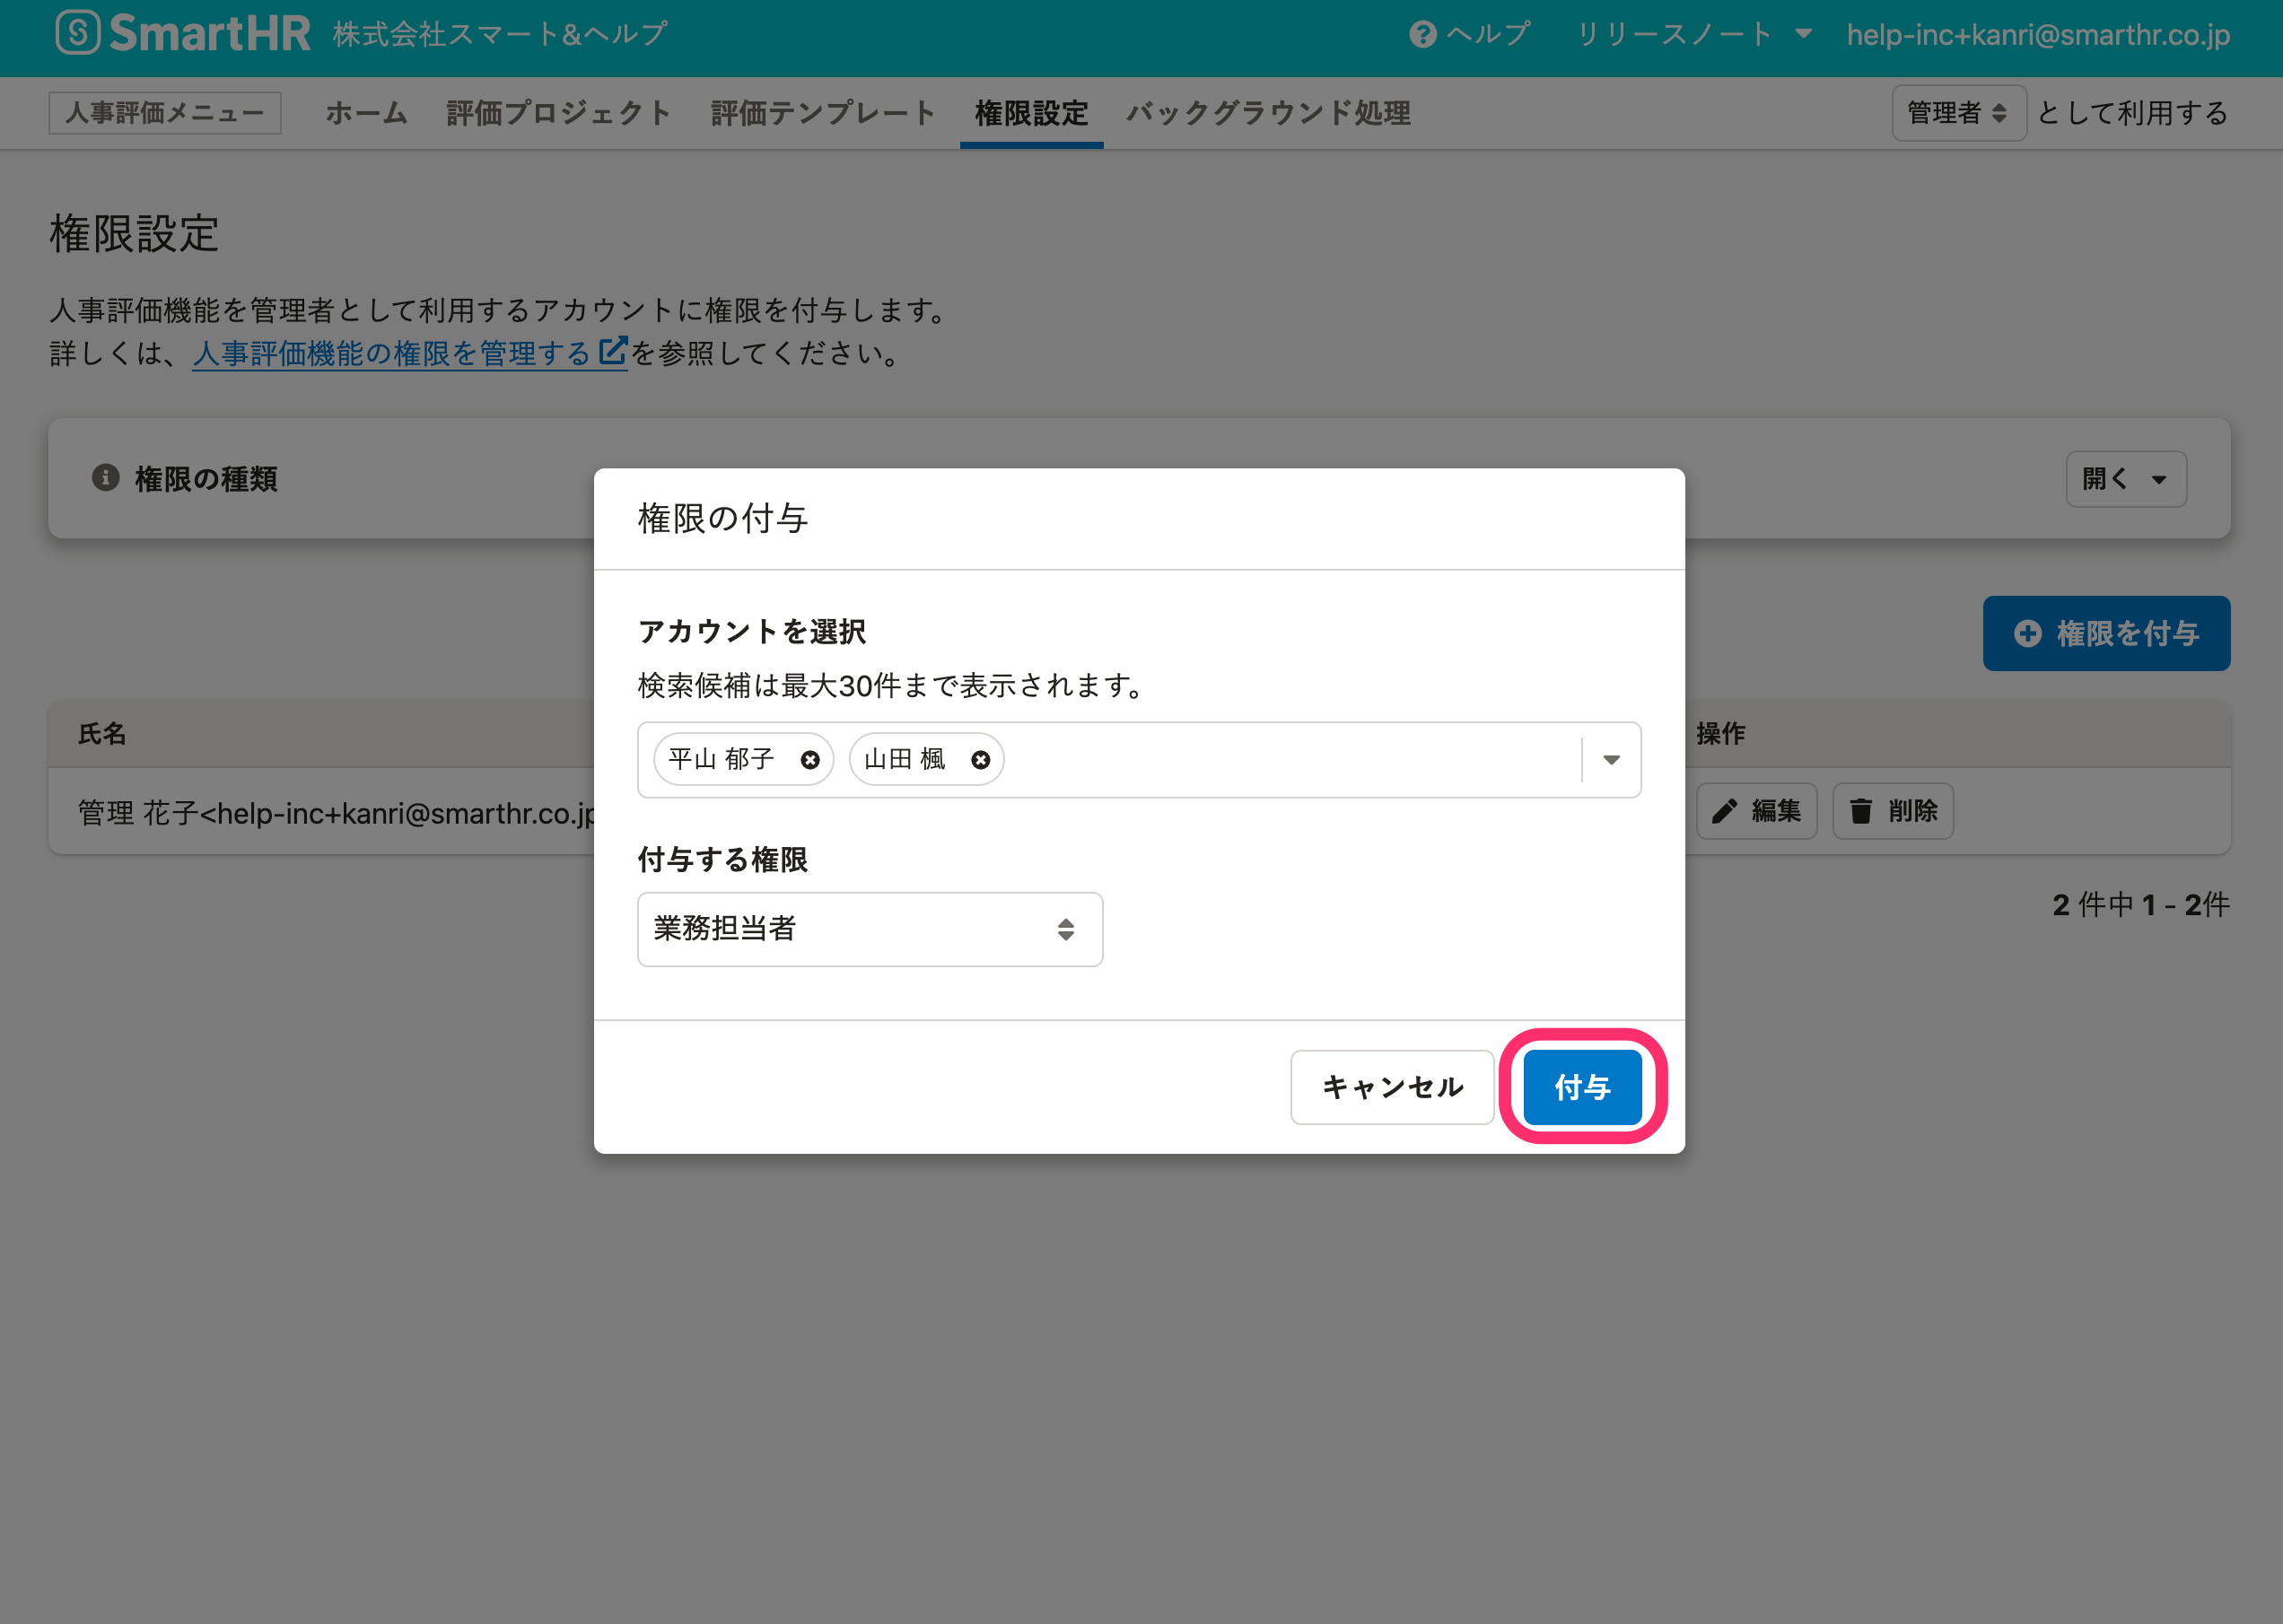 SmartHR 株式会社スマート&ヘルプ ヘルプ リリースノート help-inc+kanri@smarthr.co.jp
人事評価メニュー ホーム 評価プロジェクト 評価テンプレート 権限設定 バックグラウンド処理 管理者 として利用する
権限設定
人事評価機能を管理者として利用するアカウントに権限を付与します。
詳しくは、人事評価機能の権限を管理するを参照してください。
権限の種類 開く
権限の付与
アカウントを選択
検索候補は最大30件まで表示されます。
平山 郁子 山田 楓
付与する権限
業務担当者
キャンセル 付与
権限を付与
氏名 操作
管理 花子<help-inc+kanri@smarthr.co.jp 編集 削除
2 件中 1 - 2件